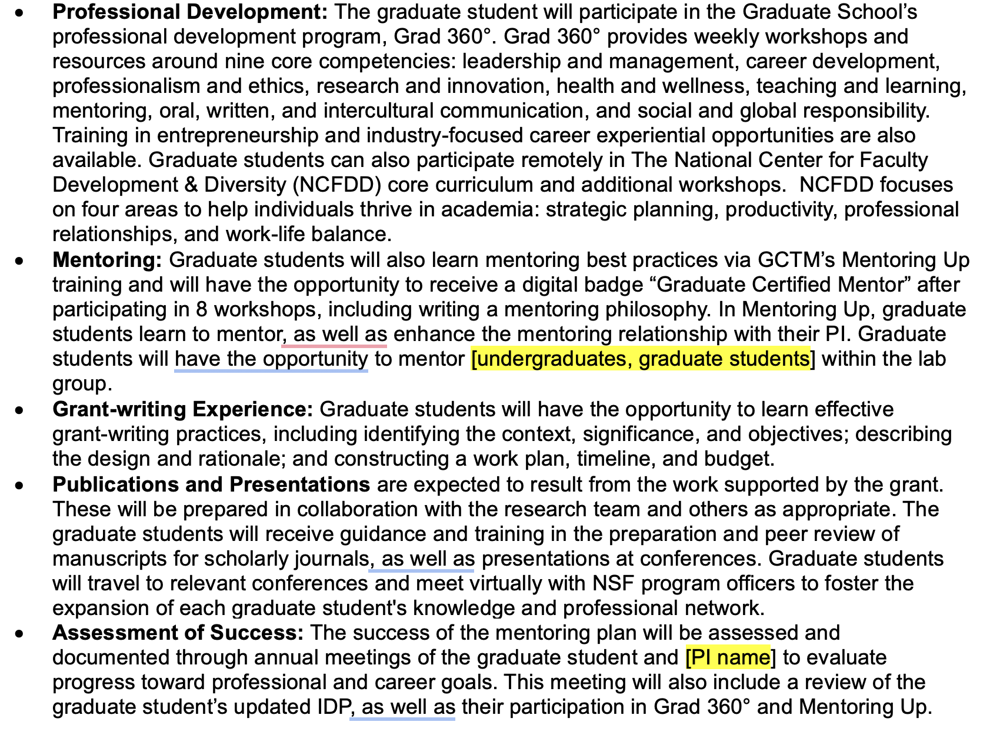 • Professional Development: The graduate student will participate in the Graduate School’s
professional development program, Grad 360°. Grad 360° provides weekly workshops and
resources around nine core competencies: leadership and management, career development,
professionalism and ethics, research and innovation, health and wellness, teaching and learning,
mentoring, oral, written, and intercultural communication, and social and global responsibility.
Training in entrepreneurship and industry-focused career experiential opportunities are also
available. Graduate students can also participate remotely in The National Center for Faculty
Development & Diversity (NCFDD) core curriculum and additional workshops.  NCFDD focuses
on four areas to help individuals thrive in academia: strategic planning, productivity, professional
relationships, and work-life balance.
• Mentoring: Graduate students will also learn mentoring best practices via GCTM’s Mentoring Up
training and will have the opportunity to receive a digital badge “Graduate Certified Mentor” after
participating in 8 workshops, including writing a mentoring philosophy. In Mentoring Up, graduate
students learn to mentor, as well as enhance the mentoring relationship with their PI. Graduate
students will have the opportunity to mentor [undergraduates, graduate students] within the lab
group.
• Grant-writing Experience: Graduate students will have the opportunity to learn effective
grant-writing practices, including identifying the context, significance, and objectives; describing
the design and rationale; and constructing a work plan, timeline, and budget.
• Publications and Presentations are expected to result from the work supported by the grant.
These will be prepared in collaboration with the research team and others as appropriate. The
graduate students will receive guidance and training in the preparation and peer review of
manuscripts for scholarly journals, as well as presentations at conferences. Graduate students
will travel to relevant conferences and meet virtually with NSF program officers to foster the
expansion of each graduate student's knowledge and professional network.
• Assessment of Success: The success of the mentoring plan will be assessed and
documented through annual meetings of the graduate student and [PI name] to evaluate
progress toward professional and career goals. This meeting will also include a review of the
graduate student’s updated IDP, as well as their participation in Grad 360° and Mentoring Up.